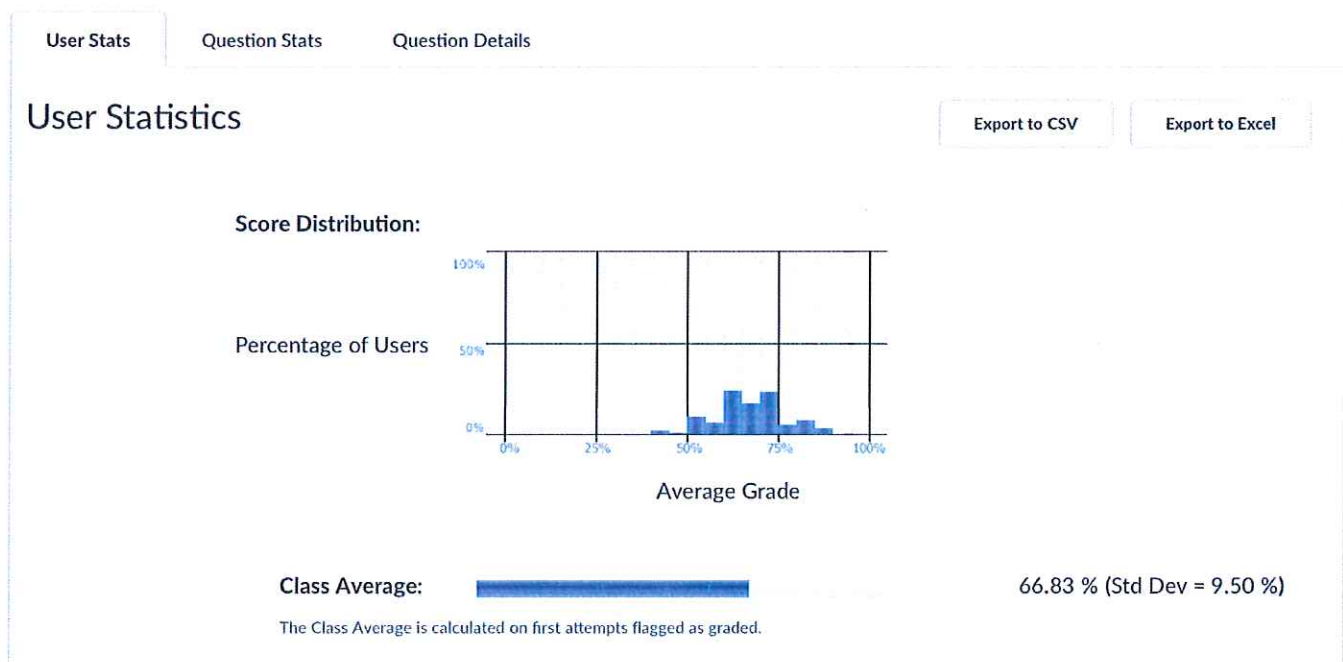 User Stats
Question Stats
Question Details
User Statistics
Export to CSV
Export to Excel
Score Distribution:
100%
Percentage of Users
50%
0%
0%
25%
50%
75%
100%
Average Grade
Class Average:
66.83 % (Std Dev = 9.50 %)
The Class Average is calculated on first attempts flagged as graded.